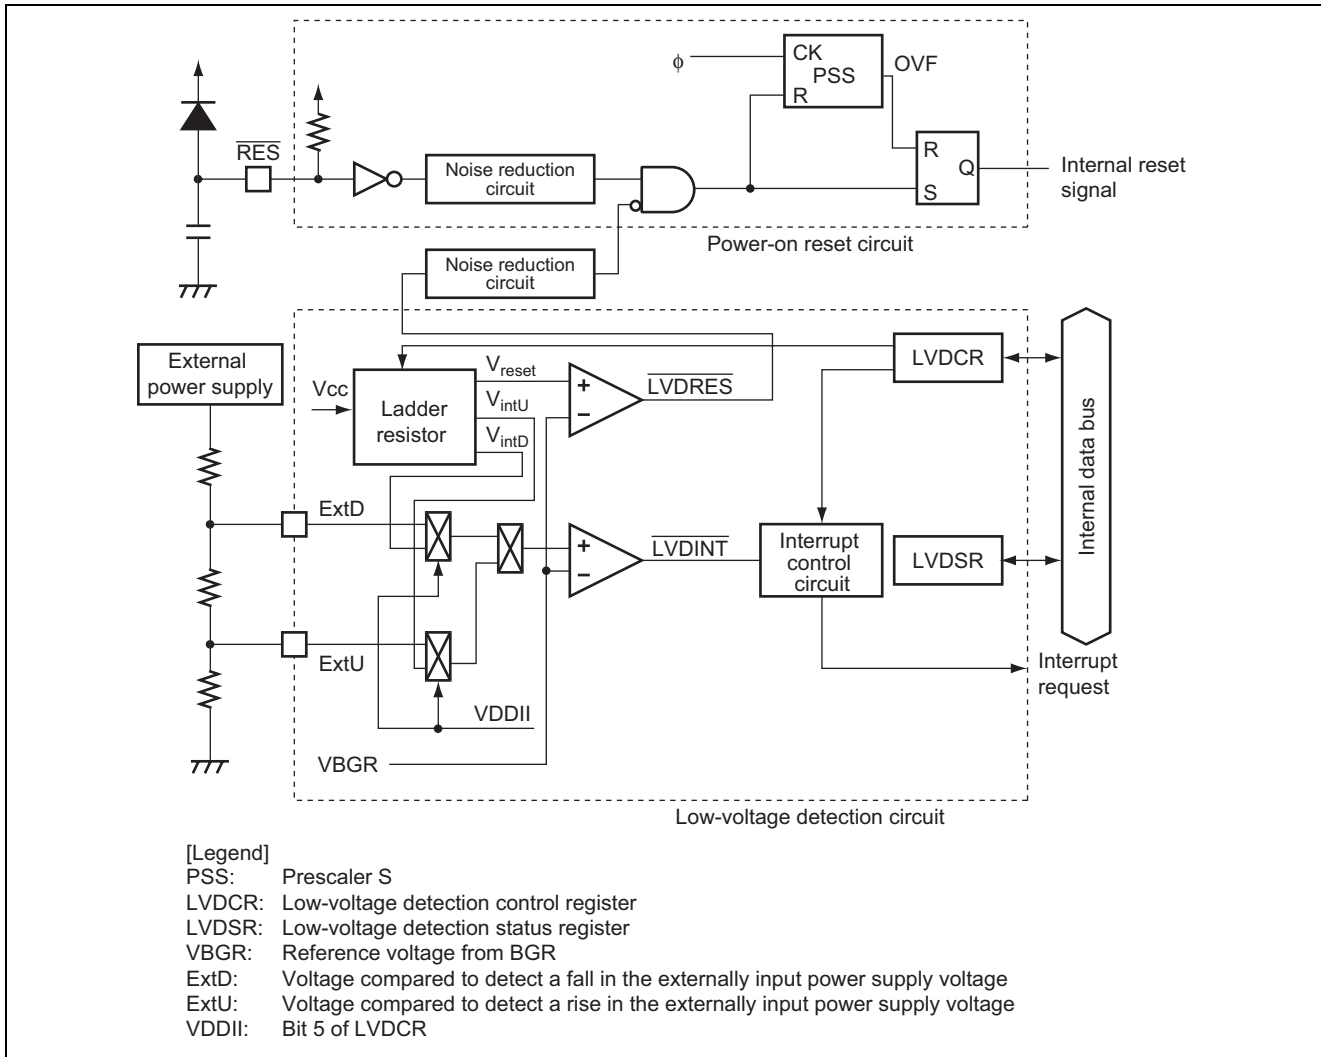 φ
CK
PSS
R
OVF
RES
Noise reduction
circuit
R
S
Q
Internal reset
signal
Power-on reset circuit
Noise reduction
circuit
External
power supply
Vcc
Ladder
resistor
Vreset
VintU
VintD
+
−
LVDRES
LVDCR
Internal data bus
ExtD
+
−
LVDINT
Interrupt
control
circuit
LVDSR
ExtU
Interrupt
request
VDDII
VBGR
Low-voltage detection circuit
[Legend]
PSS: Prescaler S
LVDCR: Low-voltage detection control register
LVDSR: Low-voltage detection status register
VBGR: Reference voltage from BGR
ExtD: Voltage compared to detect a fall in the externally input power supply voltage
ExtU: Voltage compared to detect a rise in the externally input power supply voltage
VDDII: Bit 5 of LVDCR